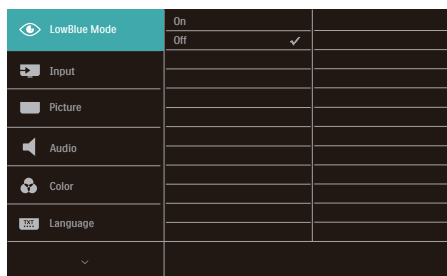 LowBlue Mode
On
Off
Input
Picture
Audio
Color
TXT
Language